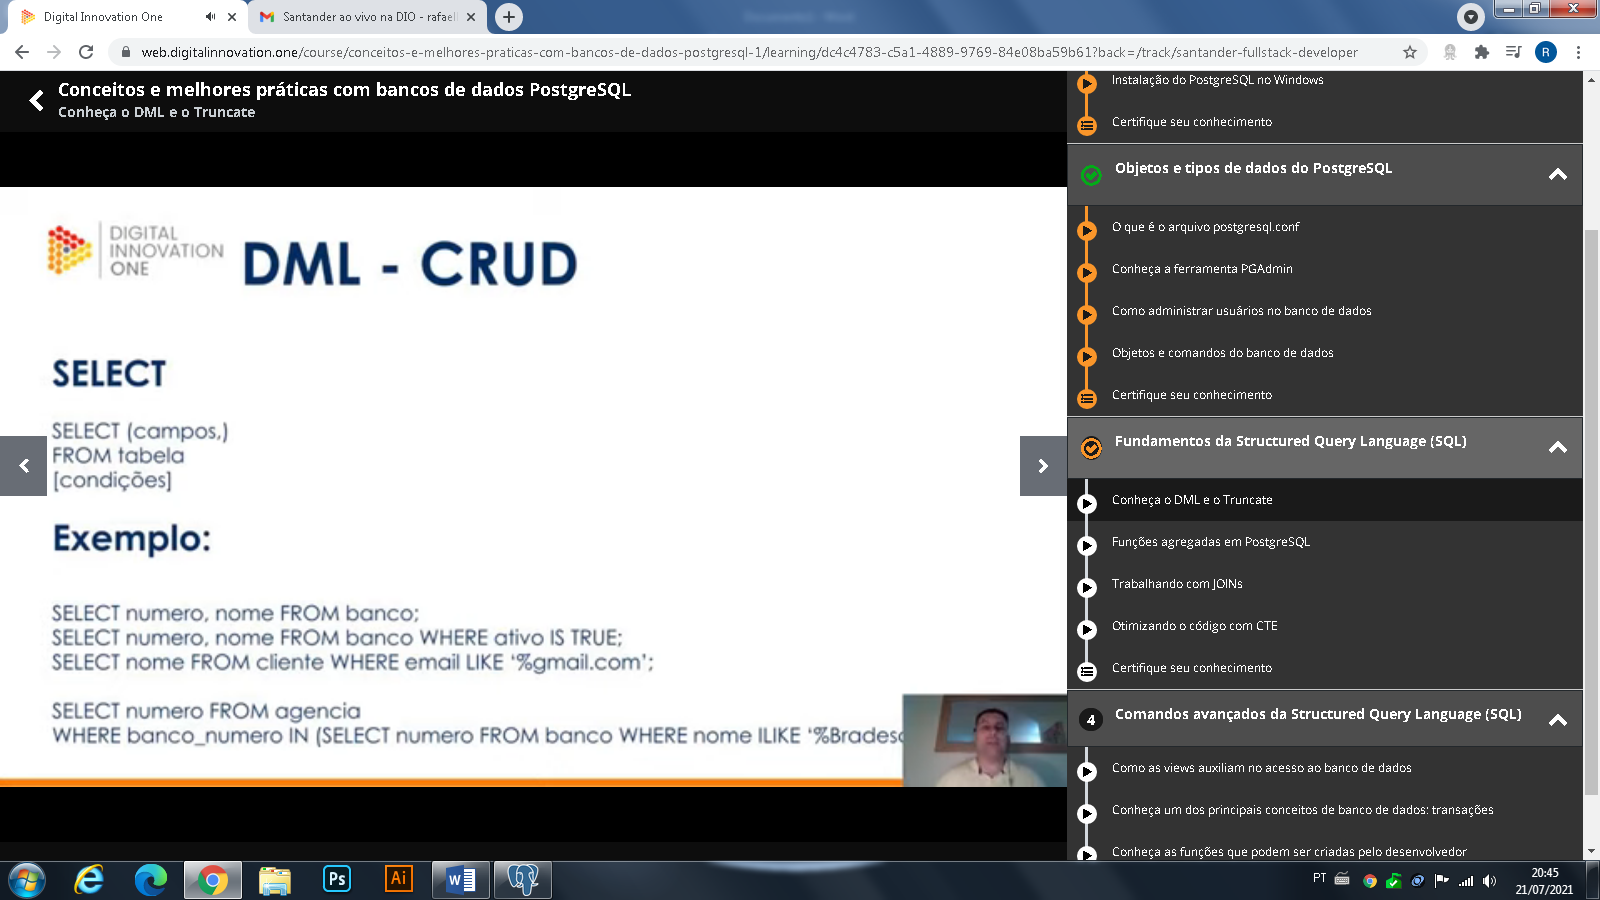 Digital Innovation One
Santander ao vivo na DIO - rafael
web.digitalinnovation.one/course/conceitos-e-melhores-praticas-com-bancos-de-dados-postgresql-1/learning/dc4c4783-c5a1-4889-9769-84e08ba59b61?back=/track/santander-fullstack-developer
R
Conceitos e melhores práticas com bancos de dados PostgreSQL
Conheça o DML e o Truncate
DIGITAL
INNOVATION
ONE
DML - CRUD
SELECT
SELECT (campos,)
FROM tabela
[condições]
Exemplo:
SELECT numero, nome FROM banco;
SELECT numero, nome FROM banco WHERE ativo IS TRUE;
SELECT nome FROM cliente WHERE email LIKE ‘%gmail.com’;
SELECT numero FROM agencia
WHERE banco_numero IN (SELECT numero FROM banco WHERE nome ILIKE ‘%Bradesc
Instalação do PostgreSQL no Windows
Certifique seu conhecimento
Objetos e tipos de dados do PostgreSQL
O que é o arquivo postgresql.conf
Conheça a ferramenta PGAdmin
Como administrar usuários no banco de dados
Objetos e comandos do banco de dados
Certifique seu conhecimento
Fundamentos da Structured Query Language (SQL)
Conheça o DML e o Truncate
Funções agregadas em PostgreSQL
Trabalhando com JOINs
Otimizando o código com CTE
Certifique seu conhecimento
4 Comandos avançados da Structured Query Language (SQL)
Como as views auxiliam no acesso ao banco de dados
Conheça um dos principais conceitos de banco de dados: transações
Conheça as funções que podem ser criadas pelo desenvolvedor
Ps
Ai
W
PT
20:45
21/07/2021